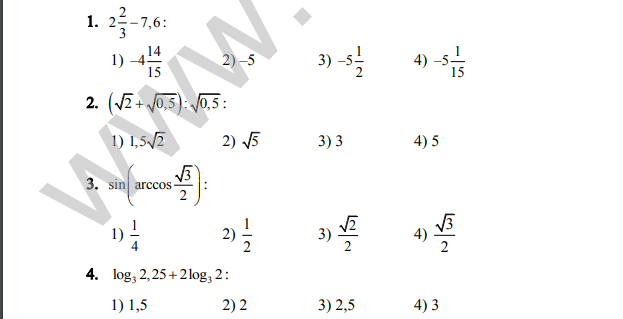 www.
1. 2 2/3 – 7,6:
1) –4 14/15 2) –5 3) –5 1/2 4) –5 1/15
2. (√2 + √0,5) : √0,5 :
1) 1,5√2 2) √5 3) 3 4) 5
3. sin(arccos √3/2) :
1) 1/4 2) 1/2 3) √2/2 4) √3/2
4. log₃ 2,25 + 2 log₃ 2 :
1) 1,5 2) 2 3) 2,5 4) 3